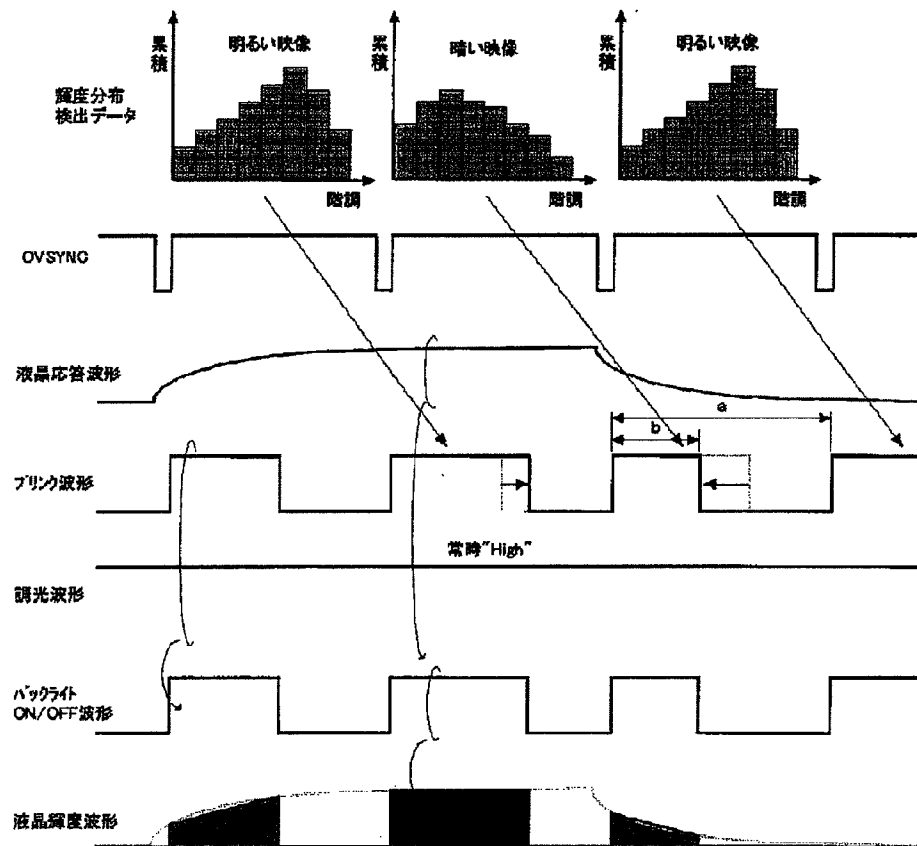 累積
明るい映像
累積
暗い映像
累積
明るい映像
輝度分布
検出データ
階調
階調
階調
OVSYNC
液晶応答波形
a
b
ブリンク波形
常時"High"
調光波形
バックライト
ON/OFF波形
液晶輝度波形